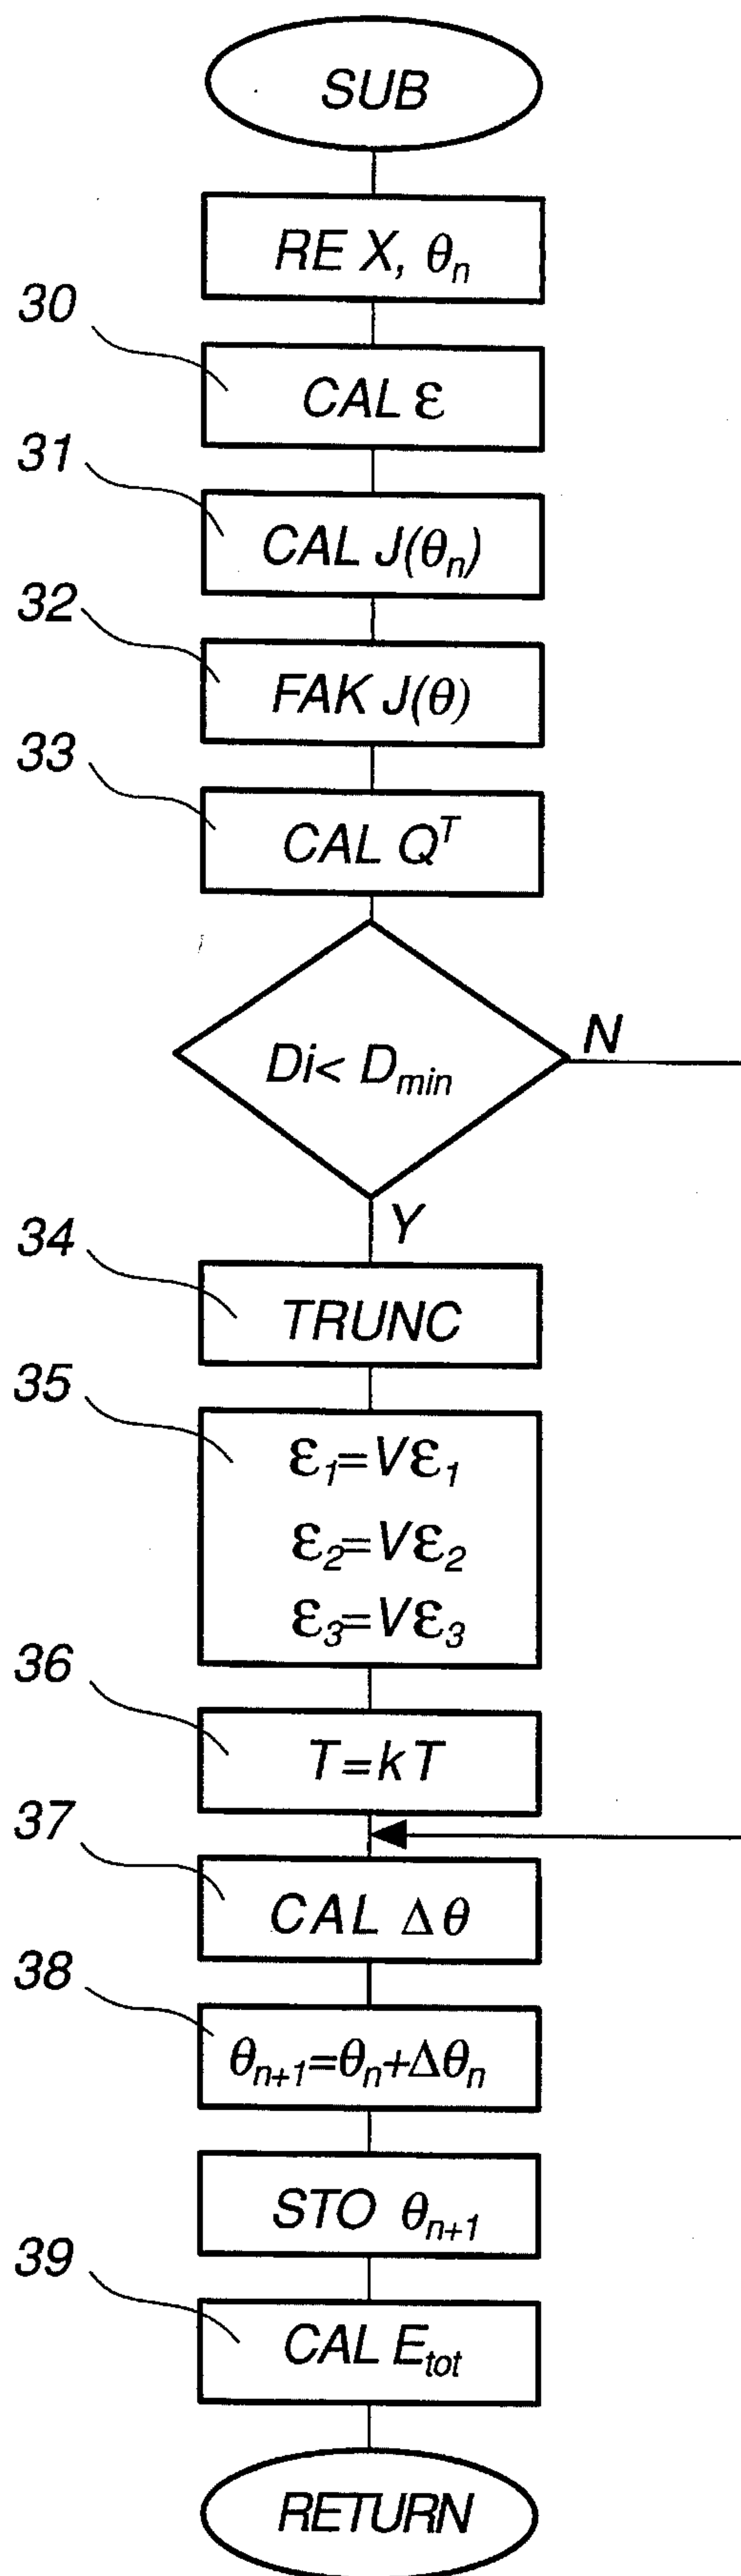 SUB
RE X, θn
30
CAL ε
31
CAL J(θn)
32
FAK J(θ)
33
CAL Q^T
Di< Dmin
N
Y
34
TRUNC
35
ε1=Vε1
ε2=Vε2
ε3=Vε3
36
T=kT
37
CAL Δθ
38
θn+1=θn+Δθn
STO θn+1
39
CAL Etot
RETURN